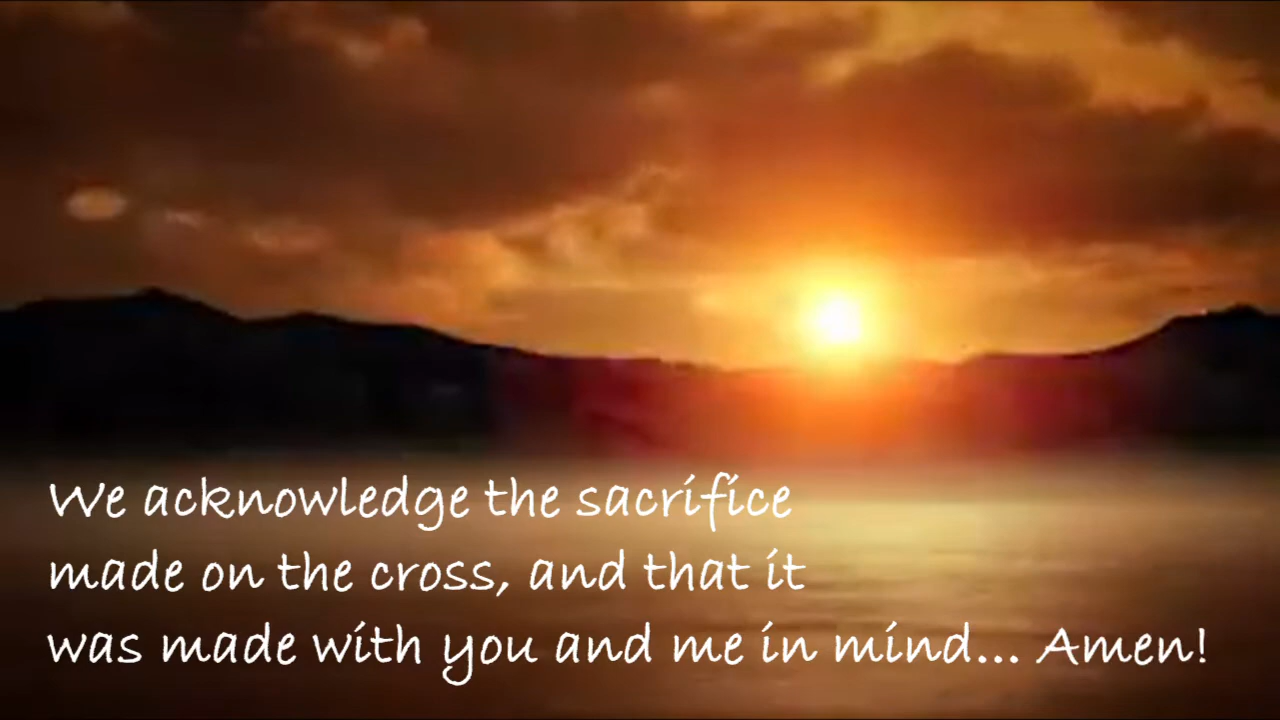 We acknowledge the sacrifice
made on the cross, and that it
was made with you and me in mind... Amen!